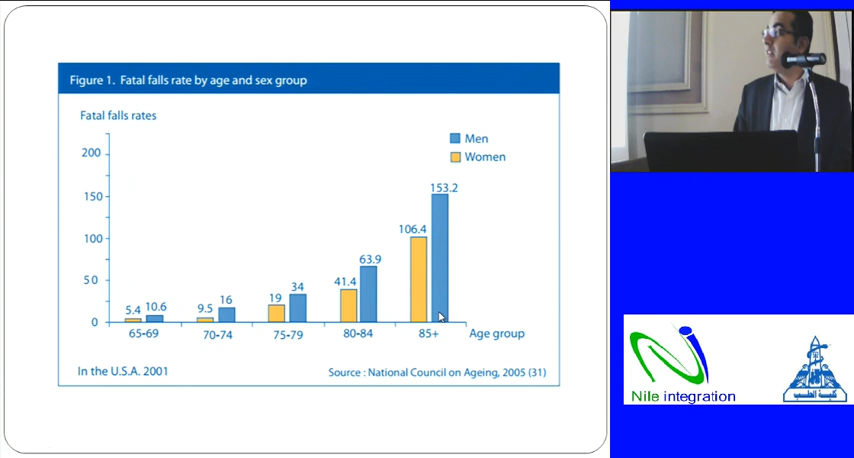 Figure 1. Fatal falls rate by age and sex group
Fatal falls rates
Men
Women
200
150
100
50
0
5.4 10.6
9.5 16
19 34
41.4 63.9
106.4 153.2
65-69 70-74 75-79 80-84 85+ Age group
In the U.S.A. 2001 Source : National Council on Ageing, 2005 (31)
Nile integration
كلية الطب